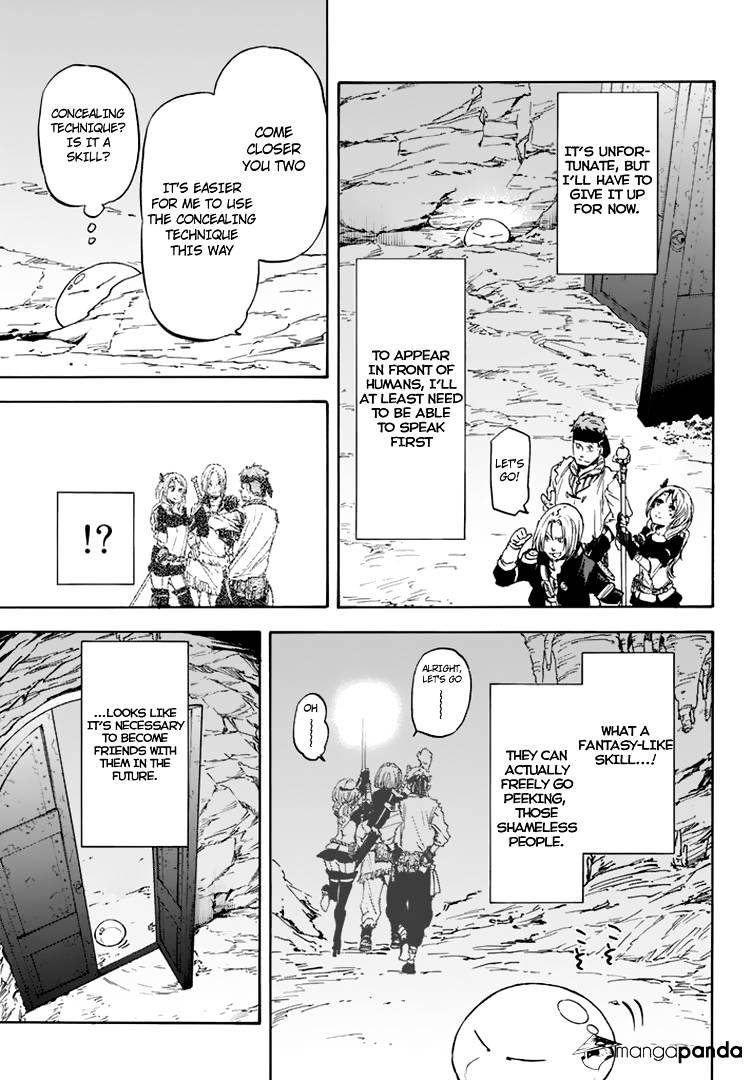 IT'S UNFOR-
TUNATE, BUT
I'LL HAVE TO
GIVE IT UP
FOR NOW.
TO APPEAR
IN FRONT OF
HUMANS, I'LL
AT LEAST NEED
TO BE ABLE
TO SPEAK
FIRST
LET'S
GO!
COME
CLOSER
YOU TWO
IT'S EASIER
FOR ME TO USE
THE CONCEALING
TECHNIQUE
THIS WAY
CONCEALING
TECHNIQUE?
IS IT A
SKILL?
!?
WHAT A
FANTASY-LIKE
SKILL...!
THEY CAN
ACTUALLY
FREELY GO
PEEKING,
THOSE
SHAMELESS
PEOPLE.
ALRIGHT,
LET'S GO
OH
...LOOKS LIKE
IT'S NECESSARY
TO BECOME
FRIENDS WITH
THEM IN THE
FUTURE.
mangapanda